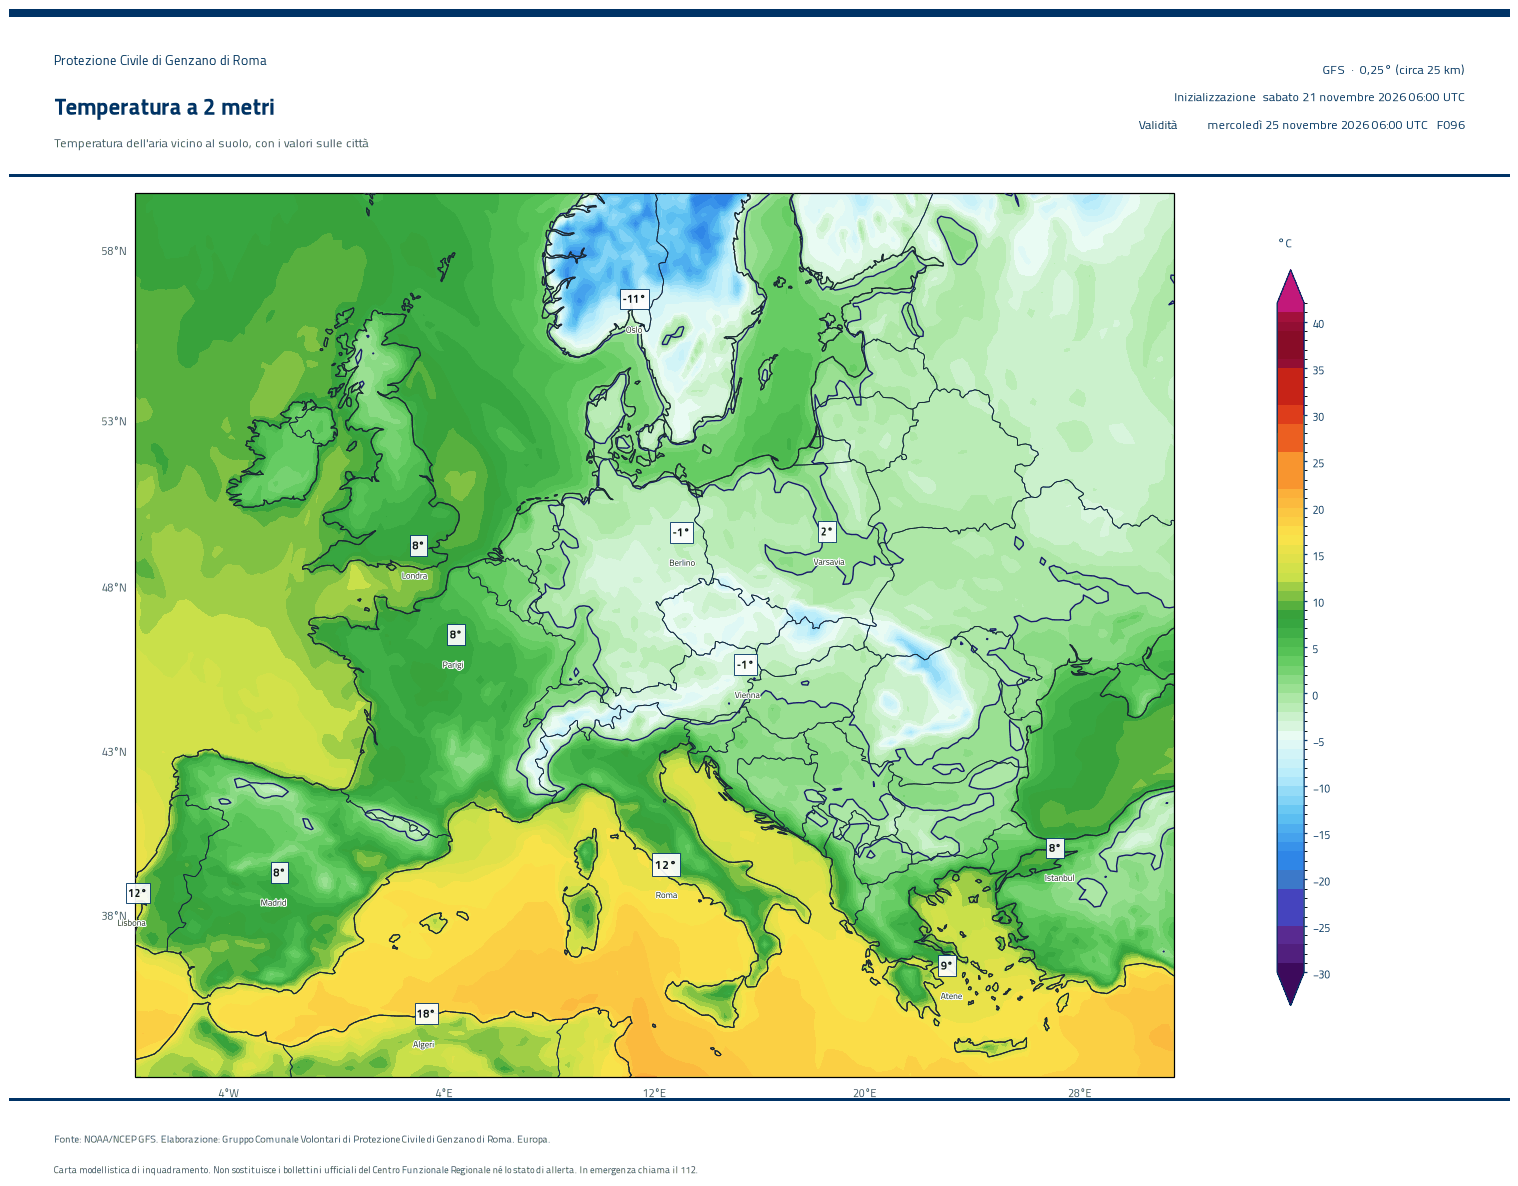 Protezione Civile di Genzano di Roma
Temperatura a 2 metri
Temperatura dell'aria vicino al suolo, con i valori sulle città
GFS · 0,25° (circa 25 km)
Inizializzazione sabato 21 novembre 2026 06:00 UTC
Validità mercoledì 25 novembre 2026 06:00 UTC F096
58°N
53°N
48°N
43°N
38°N
-11°
Oslo
8°
Londra
-1°
Berlino
2°
Varsavia
8°
Parigi
-1°
Vienna
8°
Madrid
12°
Lisbona
12°
Roma
8°
Istanbul
9°
Atene
18°
Algeri
4°W
4°E
12°E
20°E
28°E
°C
40
35
30
25
20
15
10
5
0
−5
−10
−15
−20
−25
−30
Fonte: NOAA/NCEP GFS. Elaborazione: Gruppo Comunale Volontari di Protezione Civile di Genzano di Roma. Europa.
Carta modellistica di inquadramento. Non sostituisce i bollettini ufficiali del Centro Funzionale Regionale né lo stato di allerta. In emergenza chiama il 112.